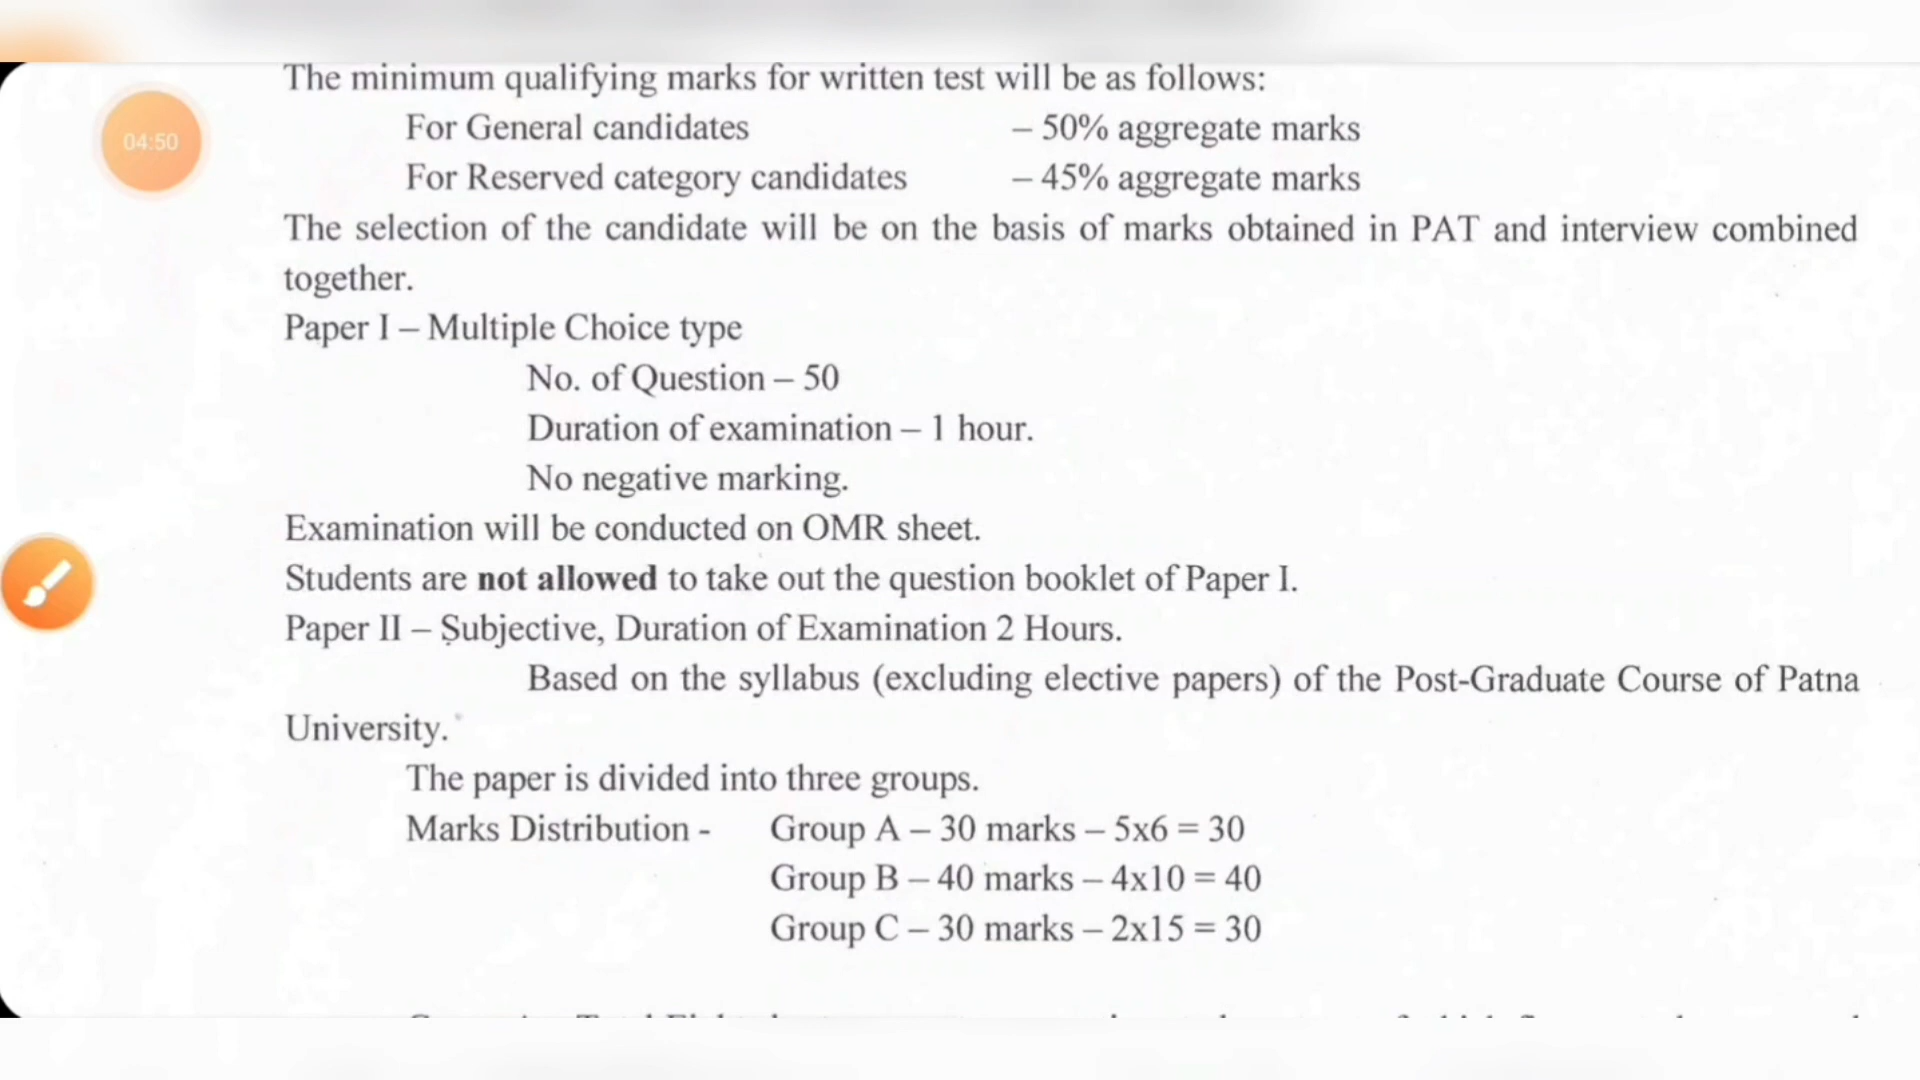 The minimum qualifying marks for written test will be as follows:
For General candidates – 50% aggregate marks
For Reserved category candidates – 45% aggregate marks
The selection of the candidate will be on the basis of marks obtained in PAT and interview combined
together.
Paper I – Multiple Choice type
No. of Question – 50
Duration of examination – 1 hour.
No negative marking.
Examination will be conducted on OMR sheet.
Students are not allowed to take out the question booklet of Paper I.
Paper II – Subjective, Duration of Examination 2 Hours.
Based on the syllabus (excluding elective papers) of the Post-Graduate Course of Patna
University.
The paper is divided into three groups.
Marks Distribution - Group A – 30 marks – 5x6 = 30
Group B – 40 marks – 4x10 = 40
Group C – 30 marks – 2x15 = 30
04:50